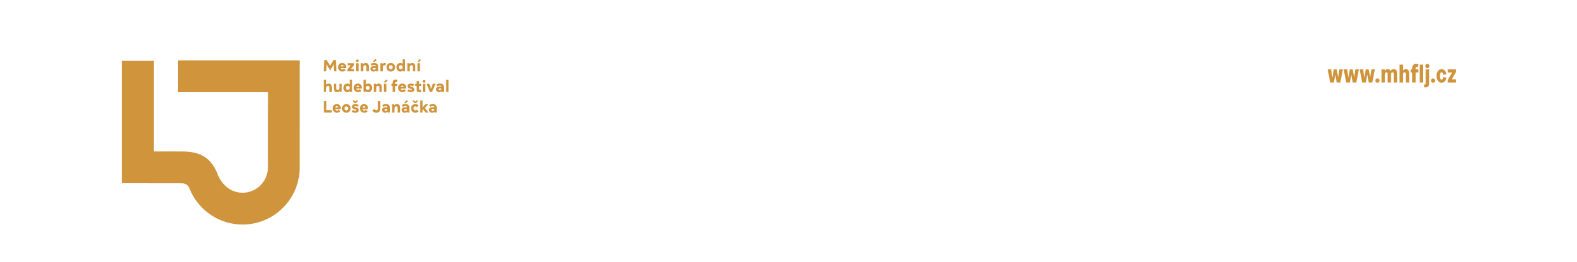 Mezinárodní
hudební festival
Leoše Janáčka
www.mhflj.cz